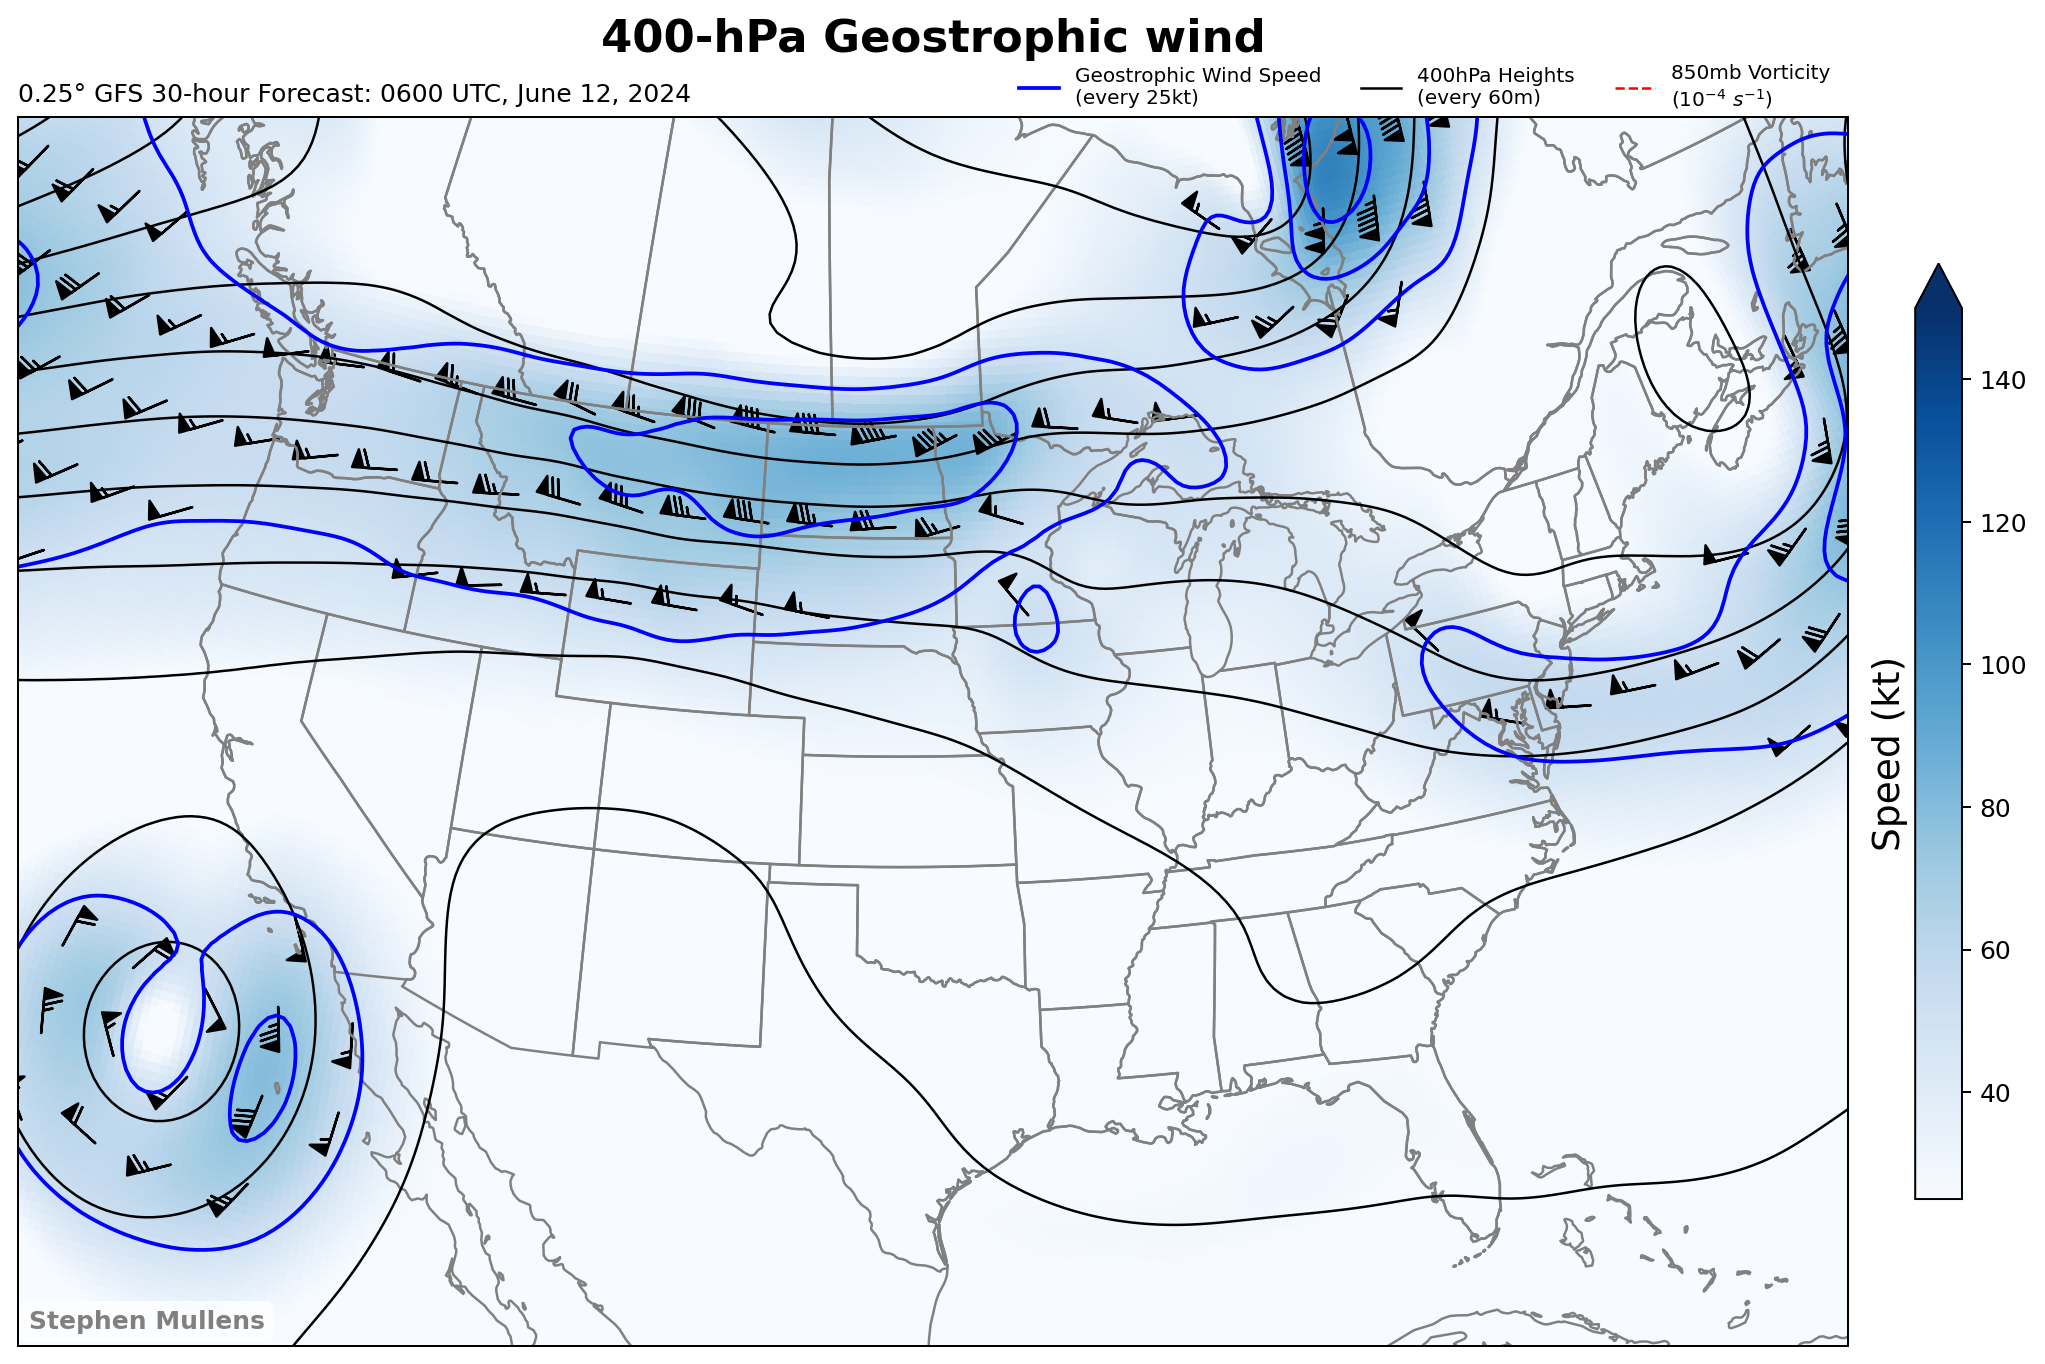 400-hPa Geostrophic wind
0.25° GFS 30-hour Forecast: 0600 UTC, June 12, 2024
Geostrophic Wind Speed
(every 25kt)
400hPa Heights
(every 60m)
850mb Vorticity
(10⁻⁴ s⁻¹)
140
120
100
80
60
40
Speed (kt)
Stephen Mullens